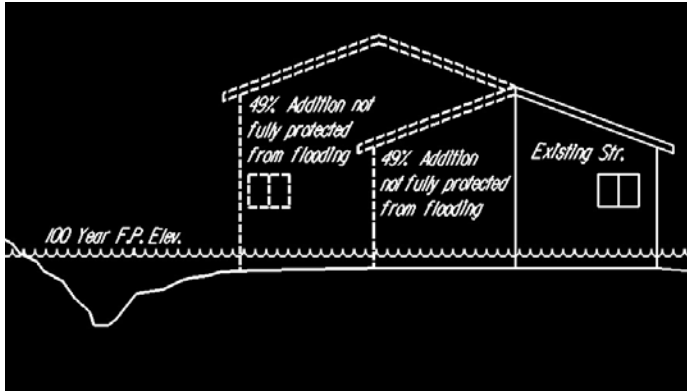 49% Addition not
fully protected
from flooding
49% Addition
not fully protected
from flooding
Existing Str.
100 Year F.P. Elev.